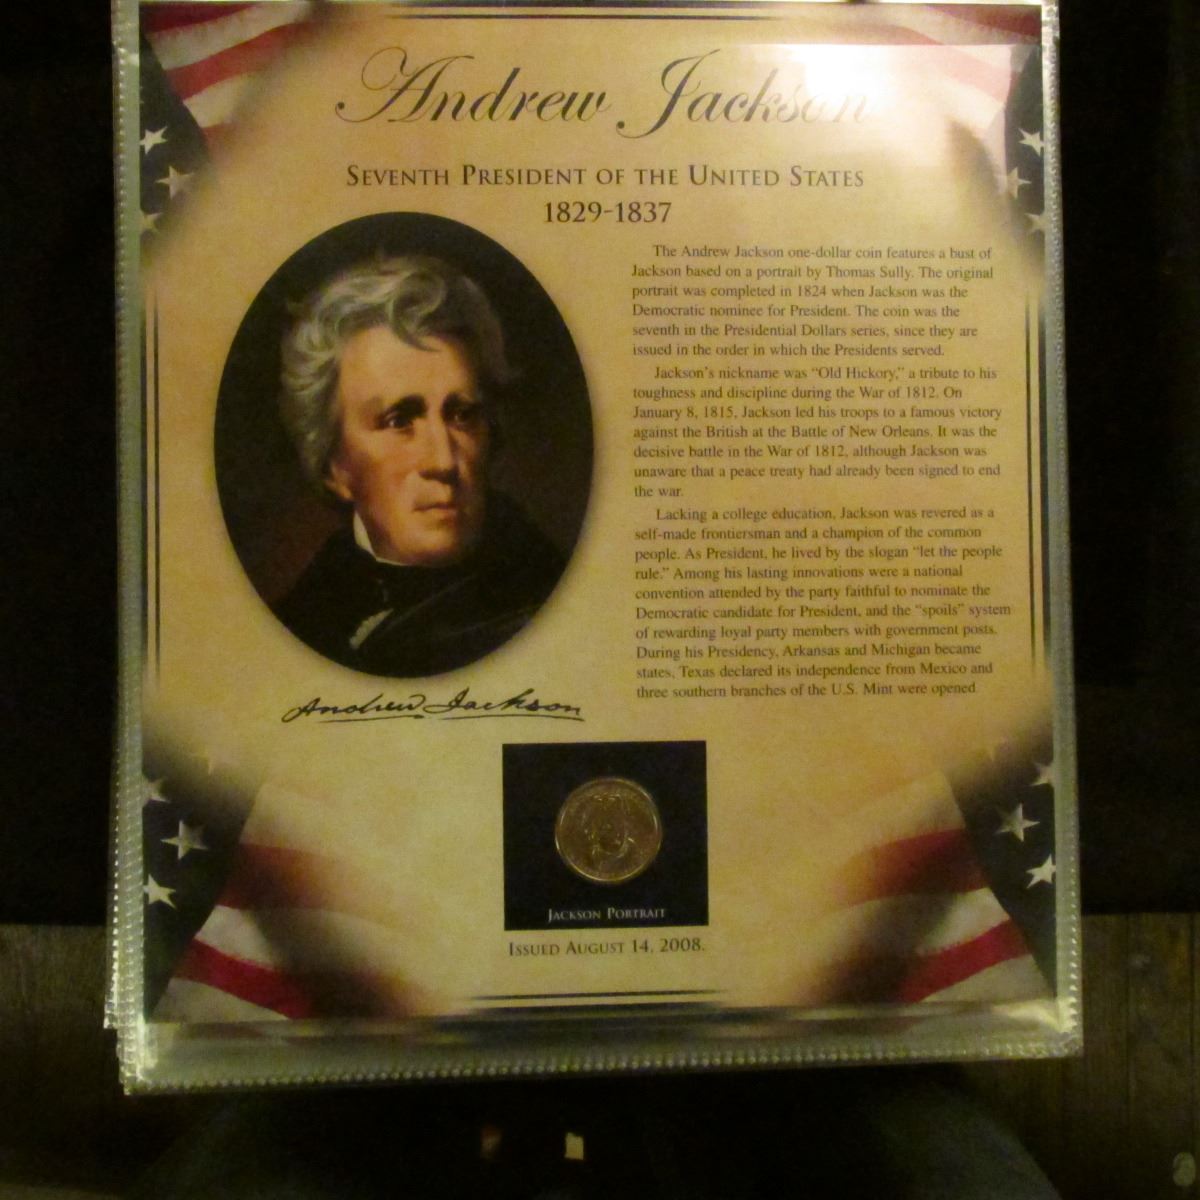 Andrew Jackson
Seventh President of the United States
1829-1837
The Andrew Jackson one-dollar coin features a bust of
Jackson based on a portrait by Thomas Sully. The original
portrait was completed in 1824 when Jackson was the
Democratic nominee for President. The coin was the
seventh in the Presidential Dollars series, since they are
issued in the order in which the Presidents served.
Jackson's nickname was "Old Hickory," a tribute to his
toughness and discipline during the War of 1812. On
January 8, 1815, Jackson led his troops to a famous victory
against the British at the Battle of New Orleans. It was the
decisive battle in the War of 1812, although Jackson was
unaware that a peace treaty had already been signed to end
the war.
Lacking a college education, Jackson was revered as a
self-made frontiersman and a champion of the common
people. As President, he lived by the slogan "let the people
rule." Among his lasting innovations were a national
convention attended by the party faithful to nominate the
Democratic candidate for President, and the "spoils" system
of rewarding loyal party members with government posts.
During his Presidency, Arkansas and Michigan became
states, Texas declared its independence from Mexico and
three southern branches of the U.S. Mint were opened.
Andrew Jackson
Jackson Portrait
Issued August 14, 2008.